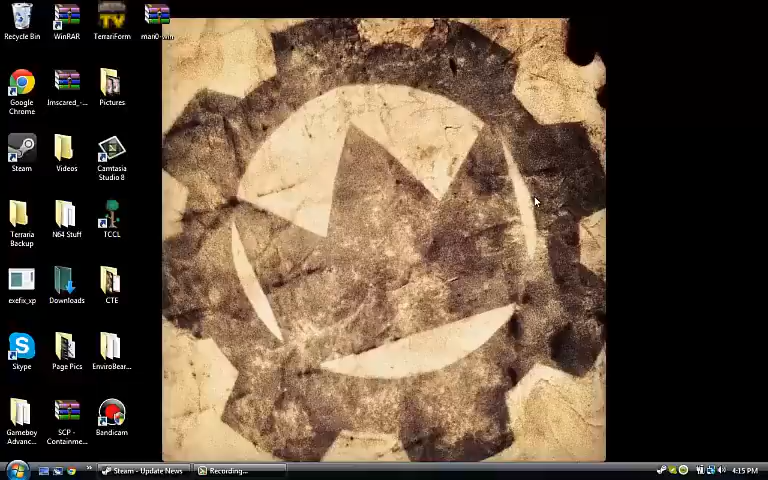 Recycle Bin
WinRAR
TerrariForm
Google
Chrome
Jmscared_-...
Pictures
Steam
Videos
Camtasia
Studio 8
Terraria
Backup
N64 Stuff
TCCL
exefix_xp
Downloads
CTE
Skype
Page Pics
EnviroBear...
Gameboy
Advanc...
SCP -
Containme...
Bandicam
Steam - Update News
Recording...
4:15 PM